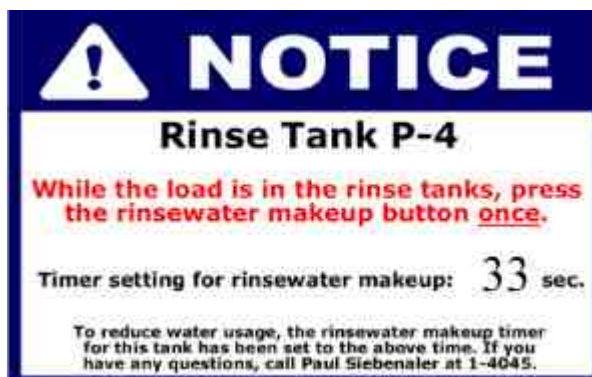 NOTICE
Rinse Tank P-4
While the load is in the rinse tanks, press
the rinsewater makeup button once.
Timer setting for rinsewater makeup: 33 sec.
To reduce water usage, the rinsewater makeup timer
for this tank has been set to the above time. If you
have any questions, call Paul Siebenaler at 1-4045.